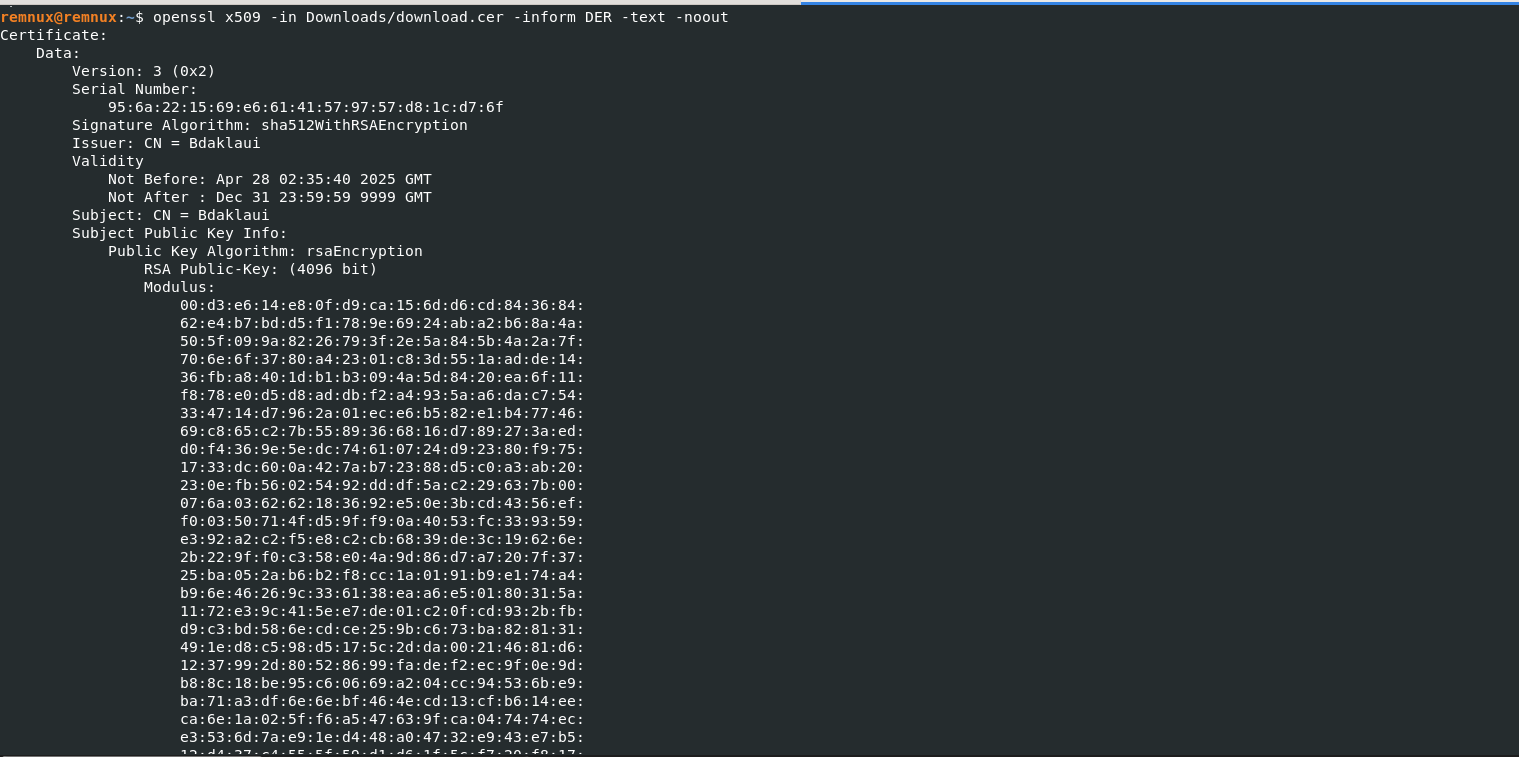 remnux@remnux:~$ openssl x509 -in Downloads/download.cer -inform DER -text -noout
Certificate:
    Data:
        Version: 3 (0x2)
        Serial Number:
            95:6a:22:15:69:e6:61:41:57:97:57:d8:1c:d7:6f
        Signature Algorithm: sha512WithRSAEncryption
        Issuer: CN = Bdaklaui
        Validity
            Not Before: Apr 28 02:35:40 2025 GMT
            Not After : Dec 31 23:59:59 9999 GMT
        Subject: CN = Bdaklaui
        Subject Public Key Info:
            Public Key Algorithm: rsaEncryption
                RSA Public-Key: (4096 bit)
                Modulus:
                    00:d3:e6:14:e8:0f:d9:ca:15:6d:d6:cd:84:36:84:
                    62:e4:b7:bd:d5:f1:78:9e:69:24:ab:a2:b6:8a:4a:
                    50:5f:09:9a:82:26:79:3f:2e:5a:84:5b:4a:2a:7f:
                    70:6e:6f:37:80:a4:23:01:c8:3d:55:1a:ad:de:14:
                    36:fb:a8:40:1d:b1:b3:09:4a:5d:84:20:ea:6f:11:
                    f8:78:e0:d5:d8:ad:db:f2:a4:93:5a:a6:da:c7:54:
                    33:47:14:d7:96:2a:01:ec:e6:b5:82:e1:b4:77:46:
                    69:c8:65:c2:7b:55:89:36:68:16:d7:89:27:3a:ed:
                    d0:f4:36:9e:5e:dc:74:61:07:24:d9:23:80:f9:75:
                    17:33:dc:60:0a:42:7a:b7:23:88:d5:c0:a3:ab:20:
                    23:0e:fb:56:02:54:92:dd:df:5a:c2:29:63:7b:00:
                    07:6a:03:62:62:18:36:92:e5:0e:3b:cd:43:56:ef:
                    f0:03:50:71:4f:d5:9f:f9:0a:40:53:fc:33:93:59:
                    e3:92:a2:c2:f5:e8:c2:cb:68:39:de:3c:19:62:6e:
                    2b:22:9f:f0:c3:58:e0:4a:9d:86:d7:a7:20:7f:37:
                    25:ba:05:2a:b6:b2:f8:cc:1a:01:91:b9:e1:74:a4:
                    b9:6e:46:26:9c:33:61:38:ea:a6:e5:01:80:31:5a:
                    11:72:e3:9c:41:5e:e7:de:01:c2:0f:cd:93:2b:fb:
                    d9:c3:bd:58:6e:cd:ce:25:9b:c6:73:ba:82:81:31:
                    49:1e:d8:c5:98:d5:17:5c:2d:da:00:21:46:81:d6:
                    12:37:99:2d:80:52:86:99:fa:de:f2:ec:9f:0e:9d:
                    b8:8c:18:be:95:c6:06:69:a2:04:cc:94:53:6b:e9:
                    ba:71:a3:df:6e:6e:bf:46:4e:cd:13:cf:b6:14:ee:
                    ca:6e:1a:02:5f:f6:a5:47:63:9f:ca:04:74:74:ec:
                    e3:53:6d:7a:e9:1e:d4:48:a0:47:32:e9:43:e7:b5: